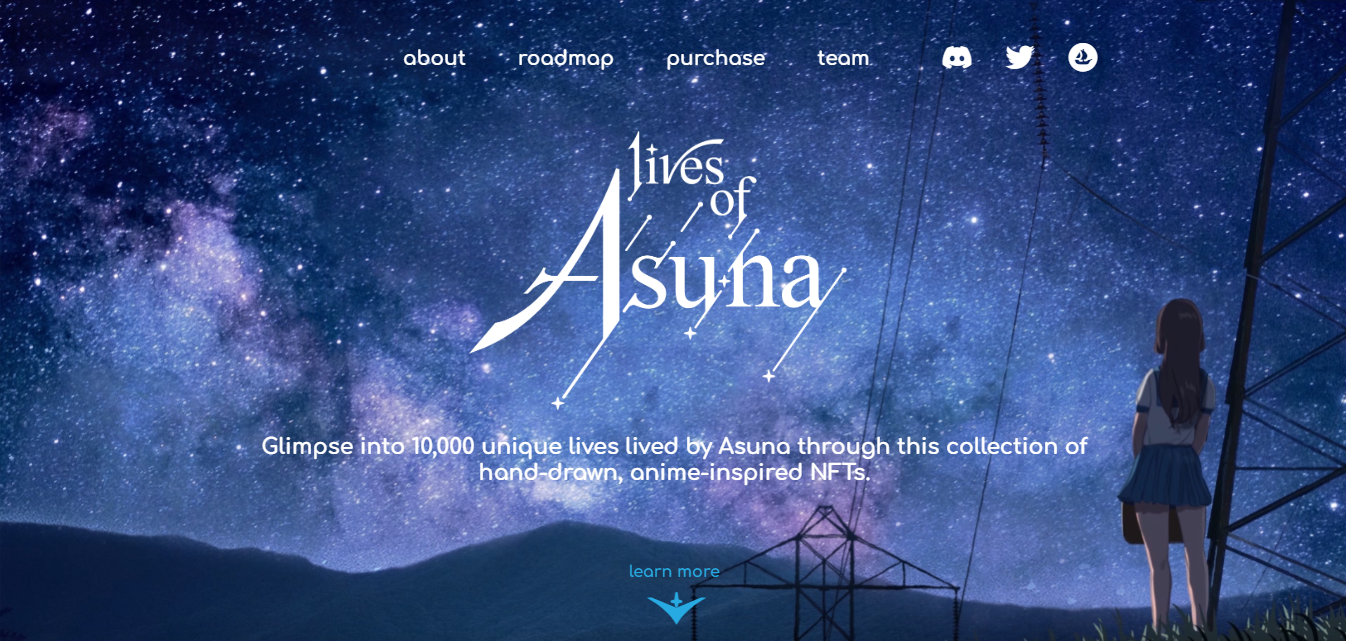 about roadmap purchase team
lives
of
Asuna
Glimpse into 10,000 unique lives lived by Asuna through this collection of
hand-drawn, anime-inspired NFTs.
learn more